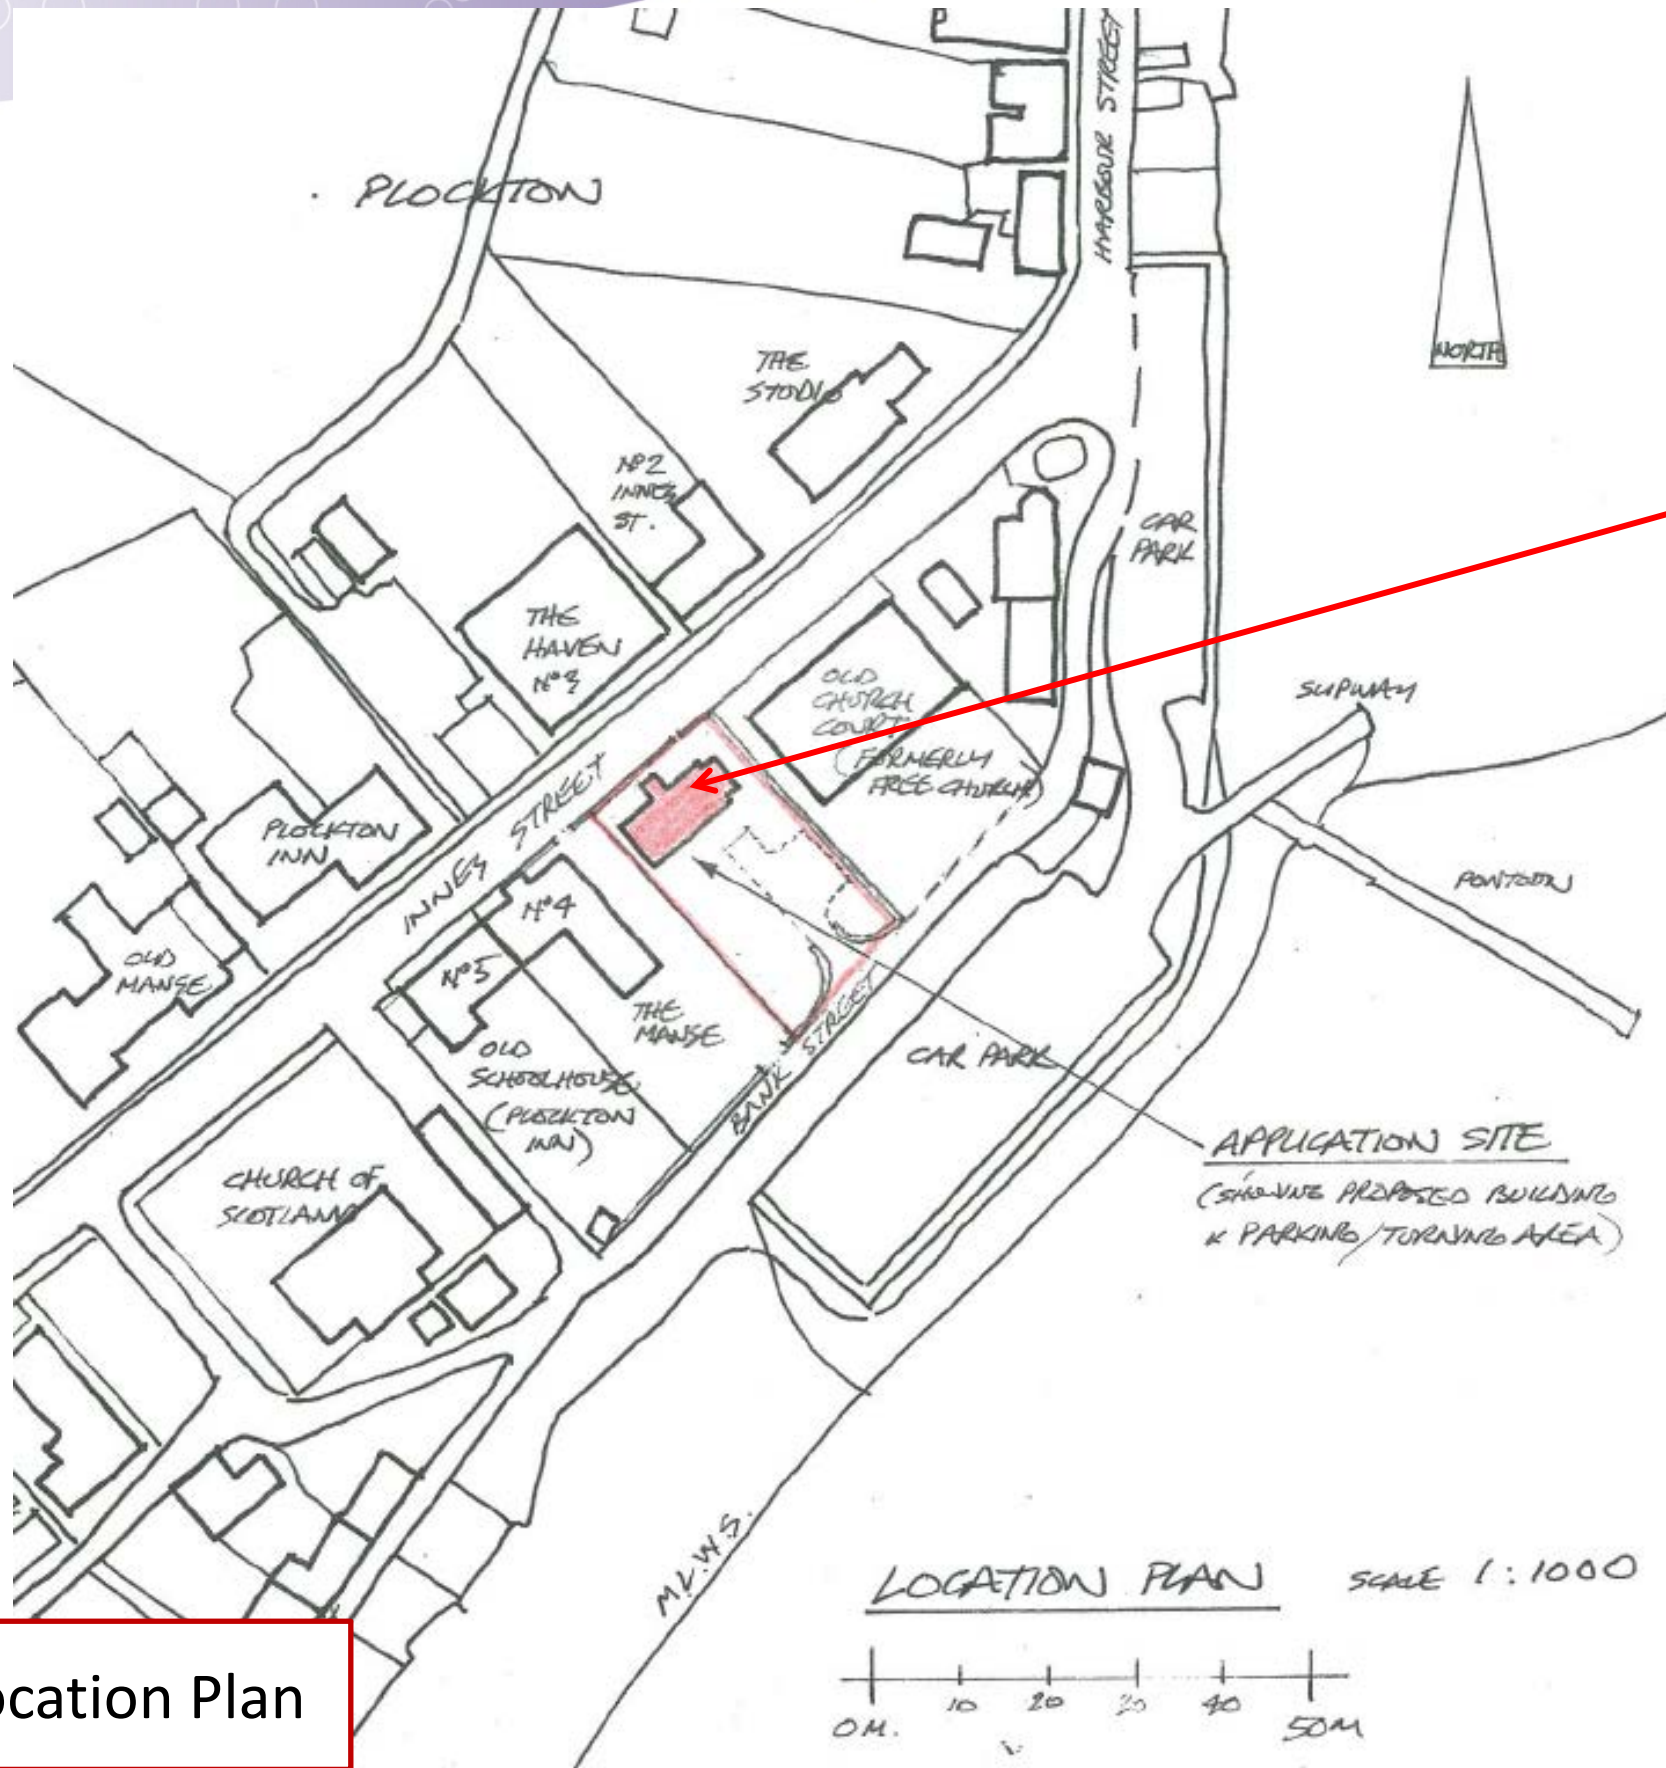 HARBOUR STREET
PLOCKTON
NORTH
THE
STUDIO
Nº2
INNES
ST.
CAR
PARK
THE
HAVEN
Nº3
OLD
CHURCH
COURT
(FORMERLY
FREE CHURCH)
SLIPWAY
INNES STREET
PLOCKTON
INN
PONTOON
Nº4
OLD
MANSE
Nº5
THE
MANSE
OLD
SCHOOLHOUSE
(PLOCKTON
INN)
BANK STREET
CAR PARK
APPLICATION SITE
(SHOWING PROPOSED BUILDING
& PARKING/TURNING AREA)
CHURCH OF
SCOTLAND
M.L.W.S.
LOCATION PLAN SCALE 1:1000
0M. 10 20 30 40 50M
ocation Plan